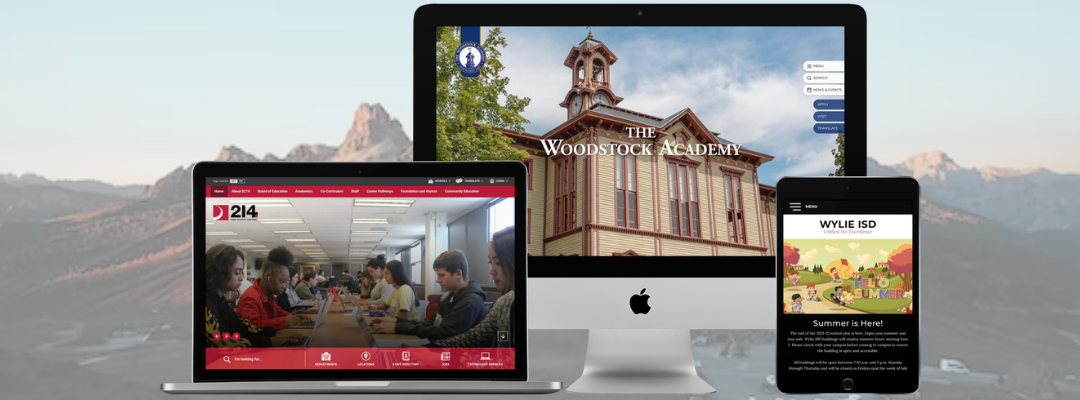 MENU
SEARCH
NEWS & EVENTS
APPLY
VISIT
TRANSLATE
THE
WOODSTOCK ACADEMY
SCHOOLS
TRANSLATE
Home About D214 Board of Education Academics Co-Curriculars Staff Career Pathways Foundation and Alumni Community Education
214
I'm looking for...
DEPARTMENTS LOCATIONS STAFF DIRECTORY JOBS
MENU
WYLIE ISD
Unified for Excellence
HELLO
SUMMER
Summer is Here!
The end of the 2021-22 school year is here. Enjoy your summer and
stay safe. Wylie ISD buildings will employ summer hours starting June
Please check with your campus before coming to campus to ensure
the building is open and accessible.
All buildings will be open between 7:30 a.m. and 5 p.m. Monday
through Thursday and will be closed on Fridays (and the week of July